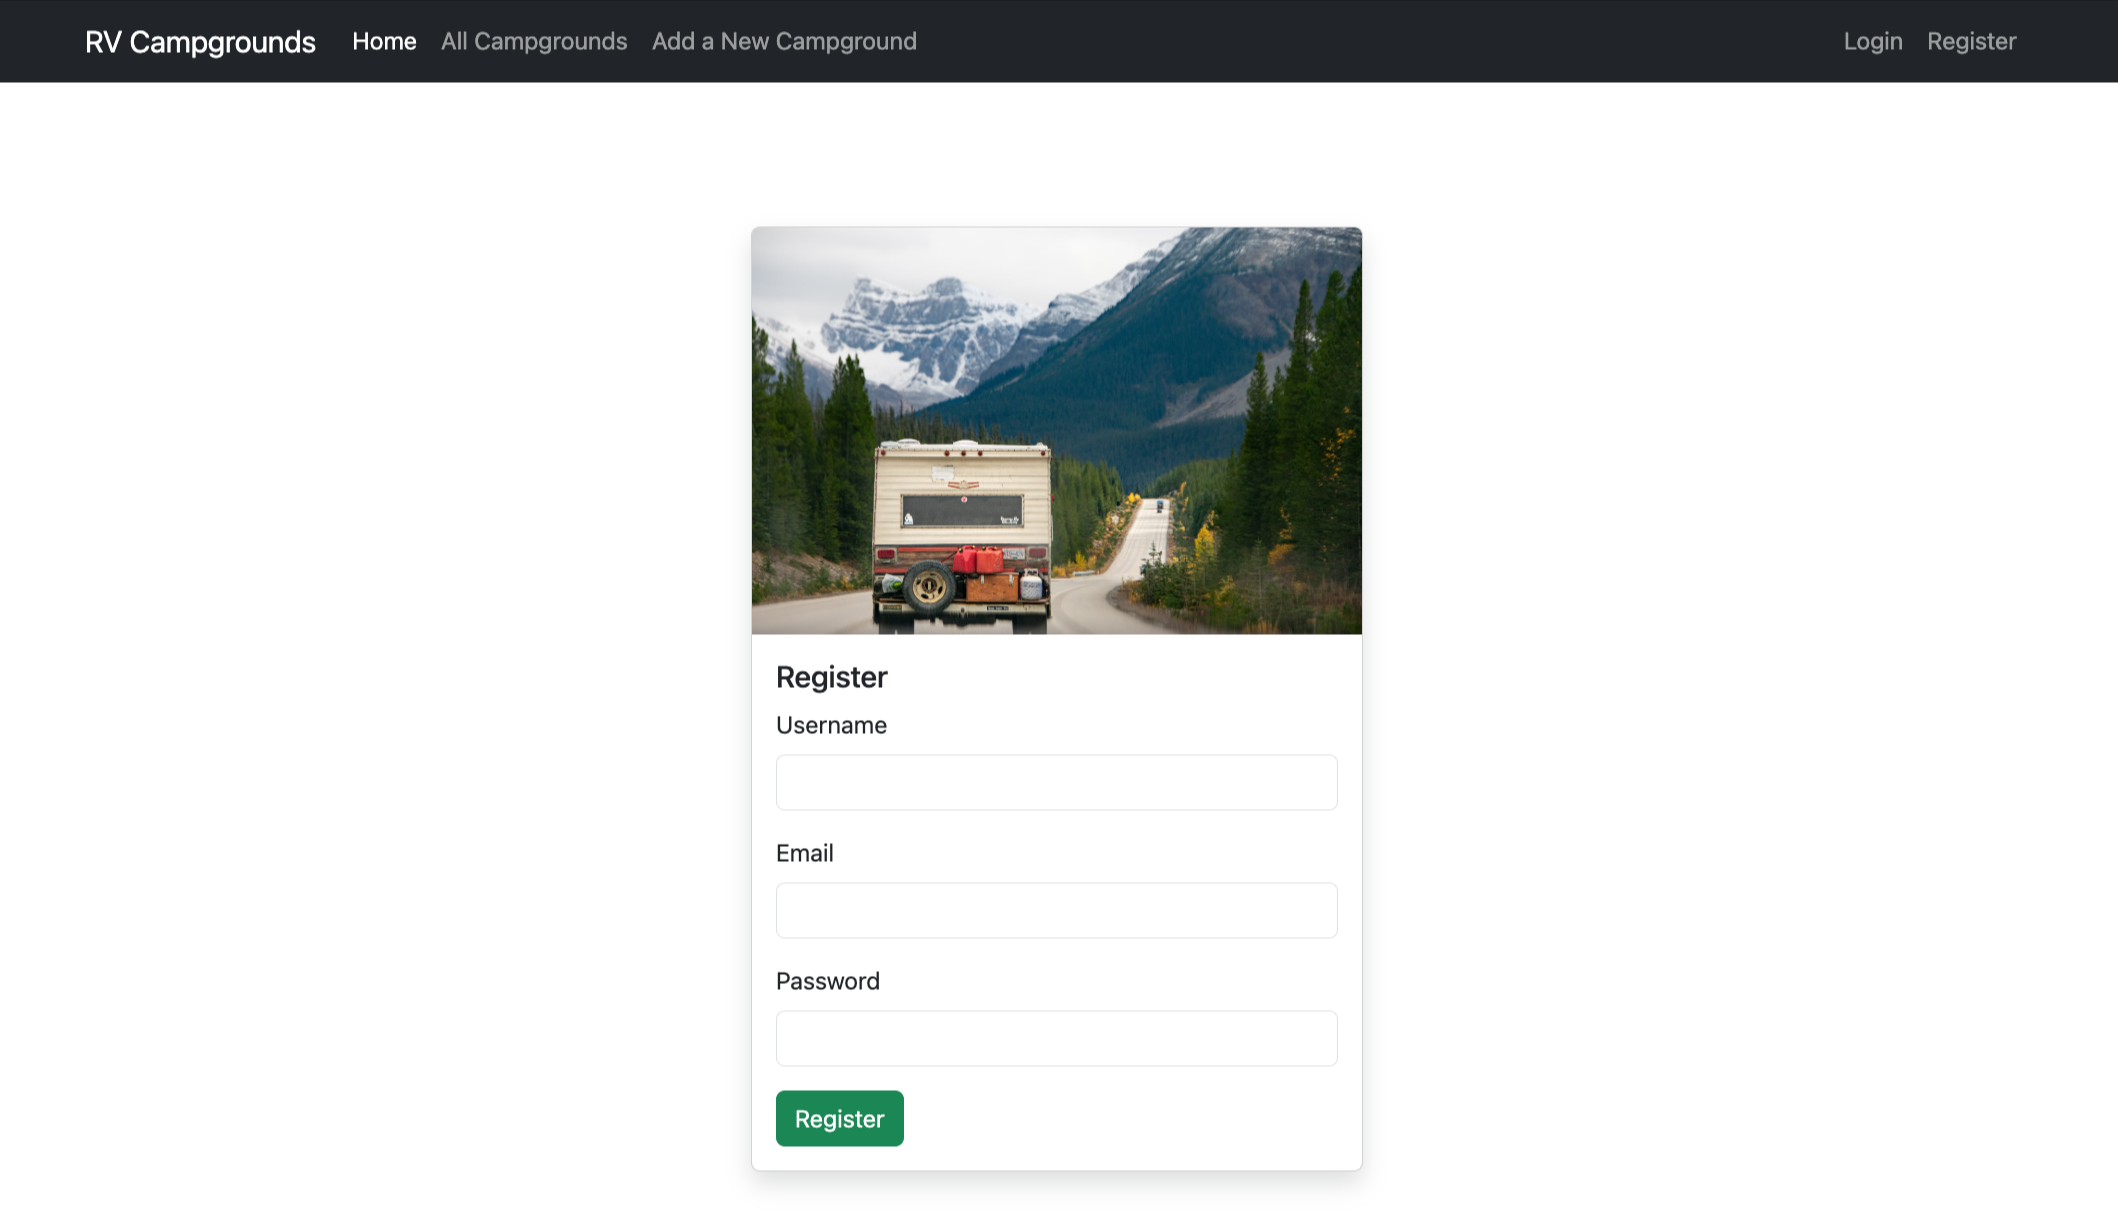 RV Campgrounds Home All Campgrounds Add a New Campground Login Register
Register
Username
Email
Password
Register